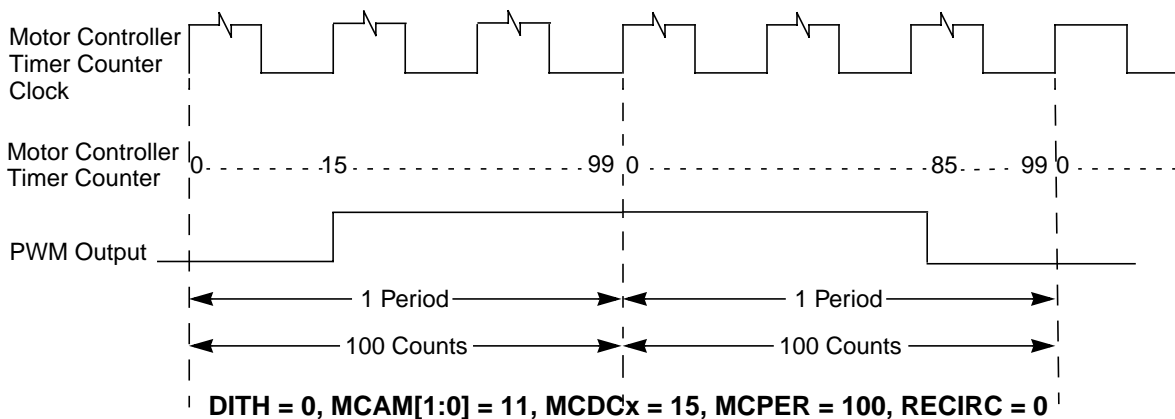 Motor Controller
Timer Counter
Clock
Motor Controller
Timer Counter
0 15 99 0 85 99 0
PWM Output
1 Period 1 Period
100 Counts 100 Counts
DITH = 0, MCAM[1:0] = 11, MCDCx = 15, MCPER = 100, RECIRC = 0